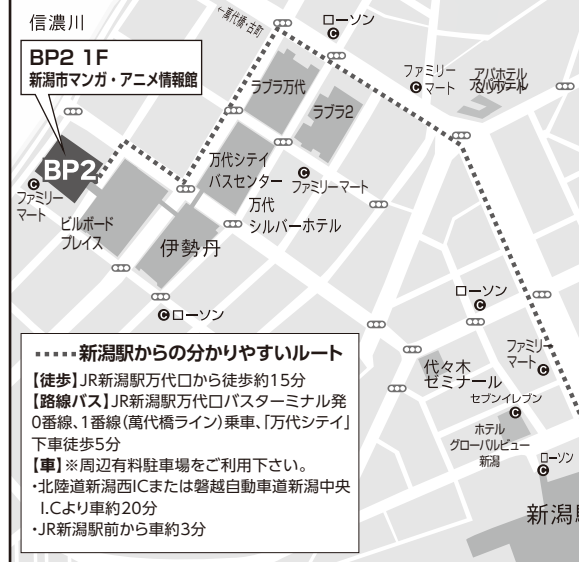 信濃川
←萬代橋・古町
ローソン
BP2 1F
新潟市マンガ・アニメ情報館
ファミリー
マート
アパホテル
ラブラ万代
ラブラ2
BP2
万代シテイ
バスセンター
ファミリーマート
ファミリー
マート
万代
シルバーホテル
ビルボード
プレイス
伊勢丹
ローソン
ローソン
新潟駅からの分かりやすいルート
【徒歩】JR新潟駅万代口から徒歩約15分
【路線バス】JR新潟駅万代口バスターミナル発
0番線、1番線(萬代橋ライン)乗車、「万代シテイ」
下車徒歩5分
【車】※周辺有料駐車場をご利用下さい。
・北陸道新潟西ICまたは磐越自動車道新潟中央
I.Cより車約20分
・JR新潟駅前から車約3分
ファミリー
マート
代々木
ゼミナール
セブンイレブン
ホテル
グローバルビュー
新潟
ローソン
新潟駅